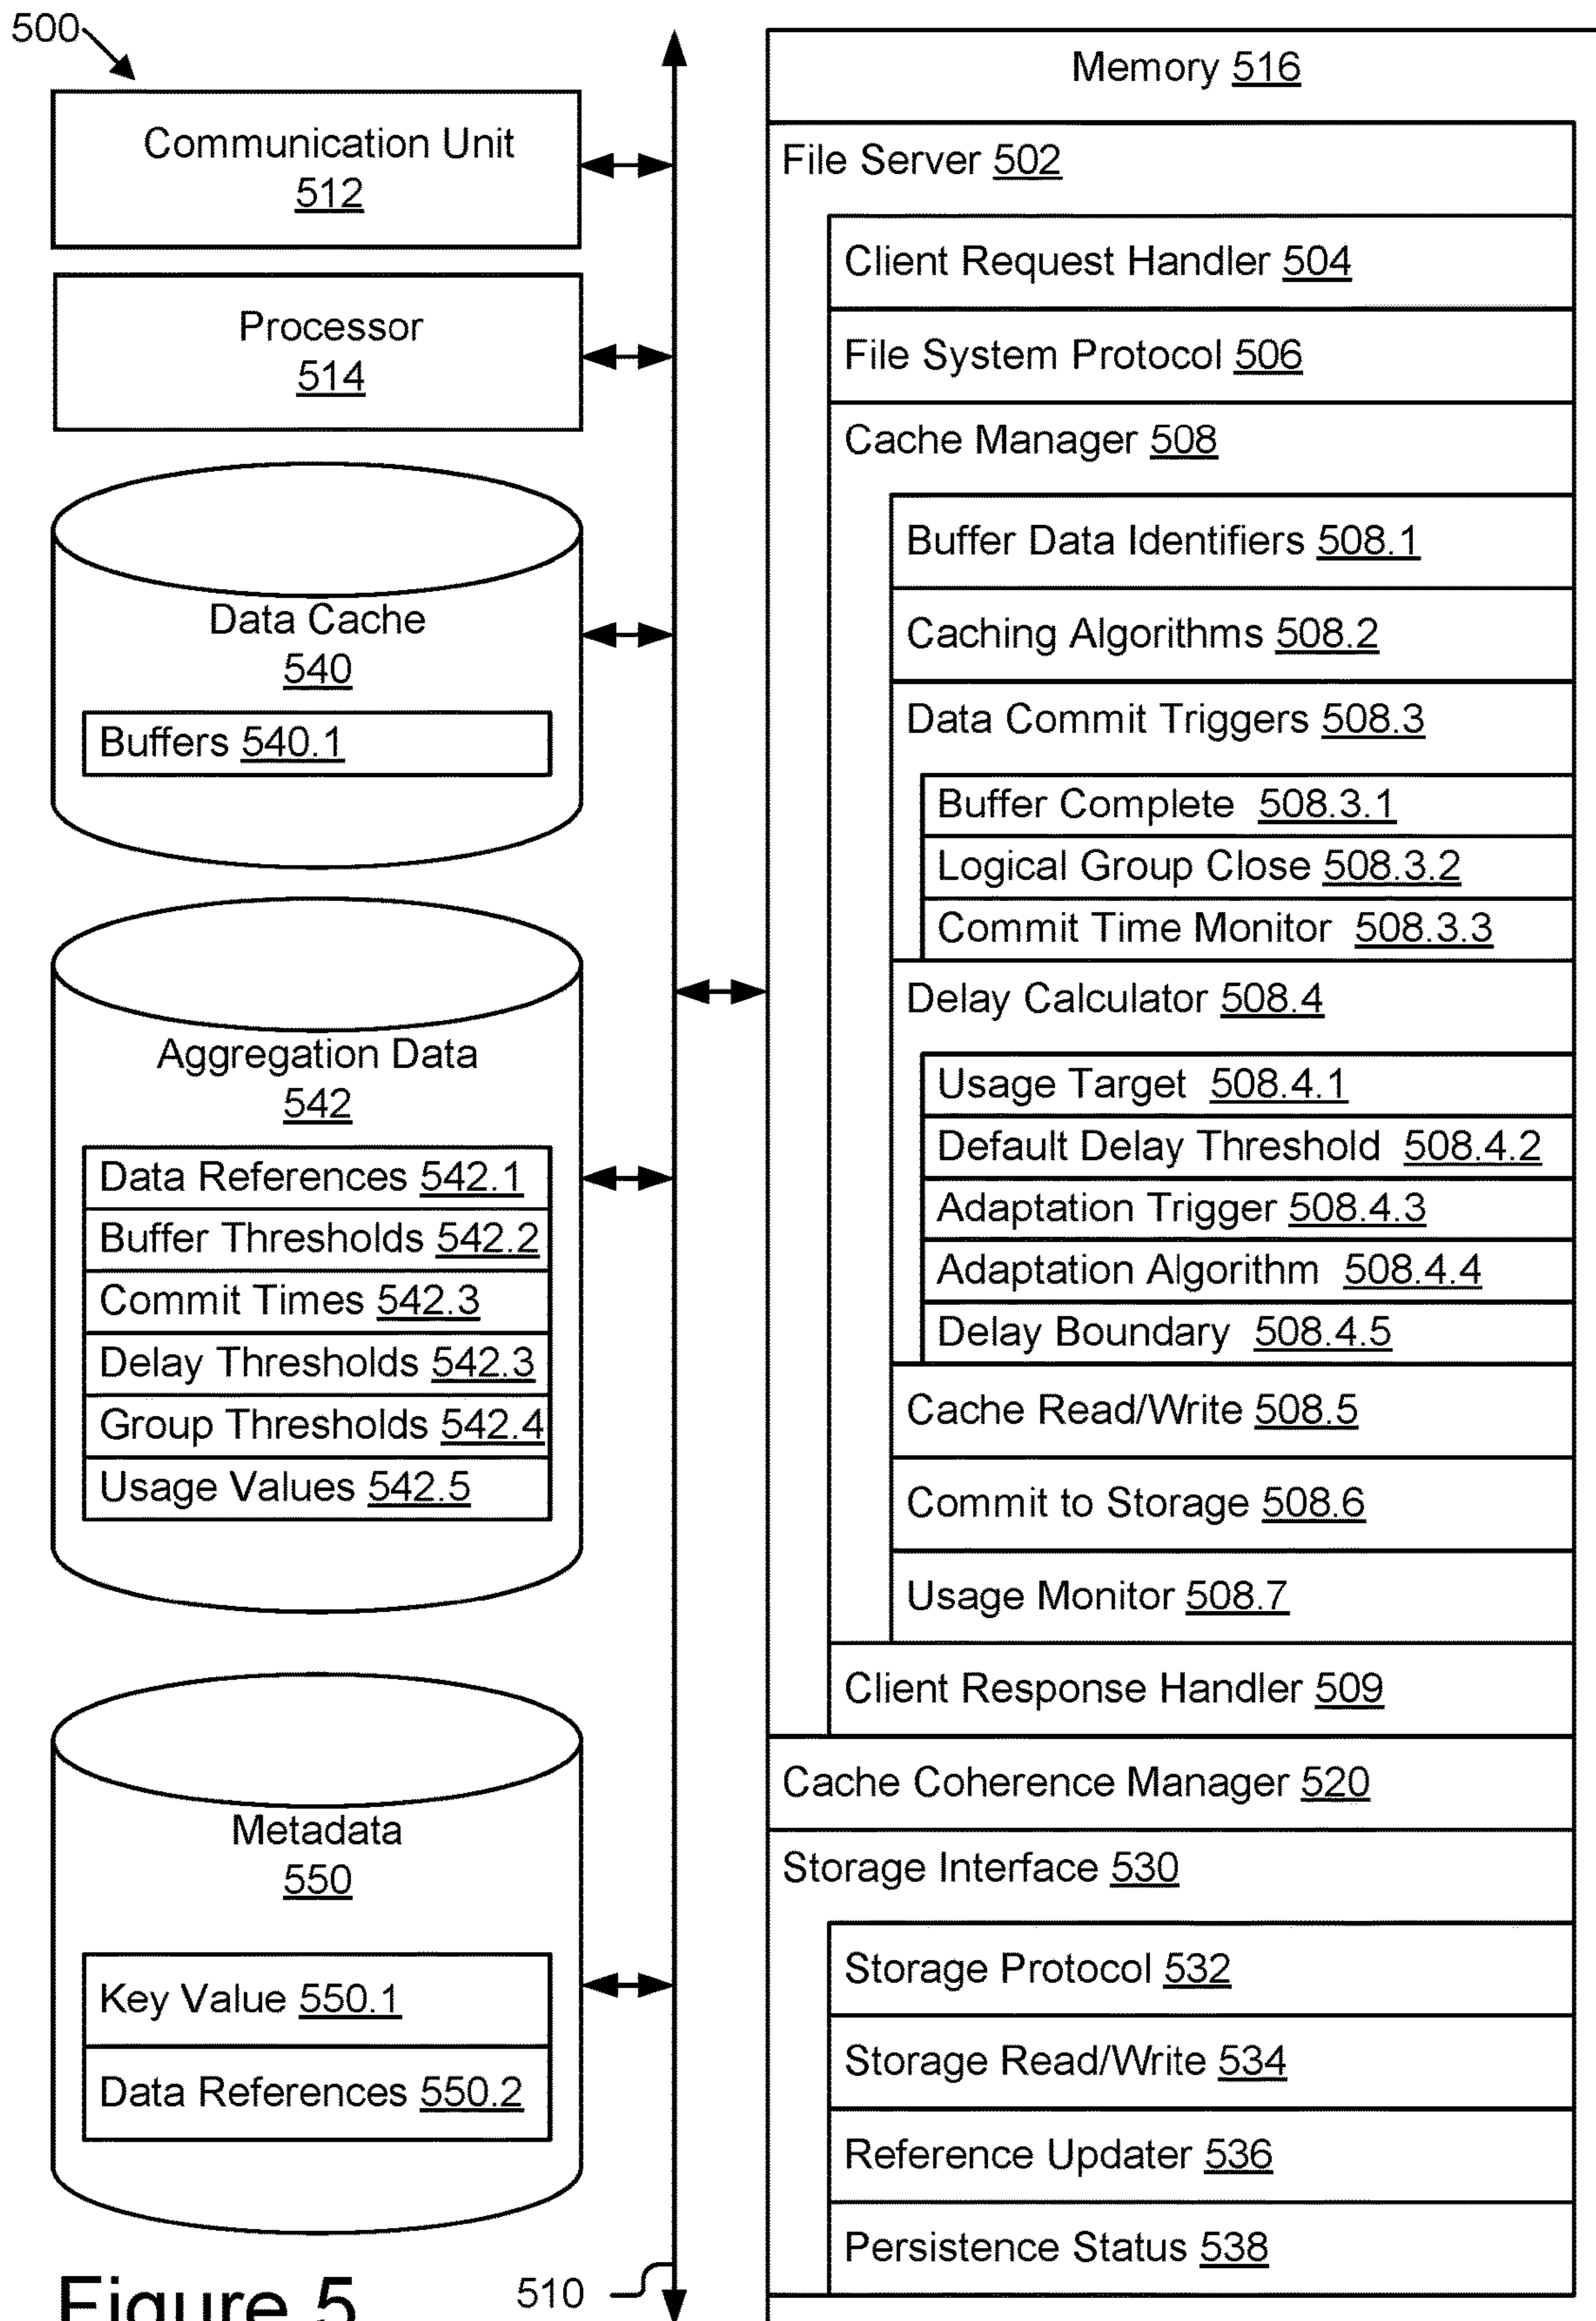 500
Communication Unit
512
Processor
514
Data Cache
540
Buffers 540.1
Aggregation Data
542
Data References 542.1
Buffer Thresholds 542.2
Commit Times 542.3
Delay Thresholds 542.3
Group Thresholds 542.4
Usage Values 542.5
Metadata
550
Key Value 550.1
Data References 550.2
Figure 5
510
Memory 516
File Server 502
Client Request Handler 504
File System Protocol 506
Cache Manager 508
Buffer Data Identifiers 508.1
Caching Algorithms 508.2
Data Commit Triggers 508.3
Buffer Complete 508.3.1
Logical Group Close 508.3.2
Commit Time Monitor 508.3.3
Delay Calculator 508.4
Usage Target 508.4.1
Default Delay Threshold 508.4.2
Adaptation Trigger 508.4.3
Adaptation Algorithm 508.4.4
Delay Boundary 508.4.5
Cache Read/Write 508.5
Commit to Storage 508.6
Usage Monitor 508.7
Client Response Handler 509
Cache Coherence Manager 520
Storage Interface 530
Storage Protocol 532
Storage Read/Write 534
Reference Updater 536
Persistence Status 538